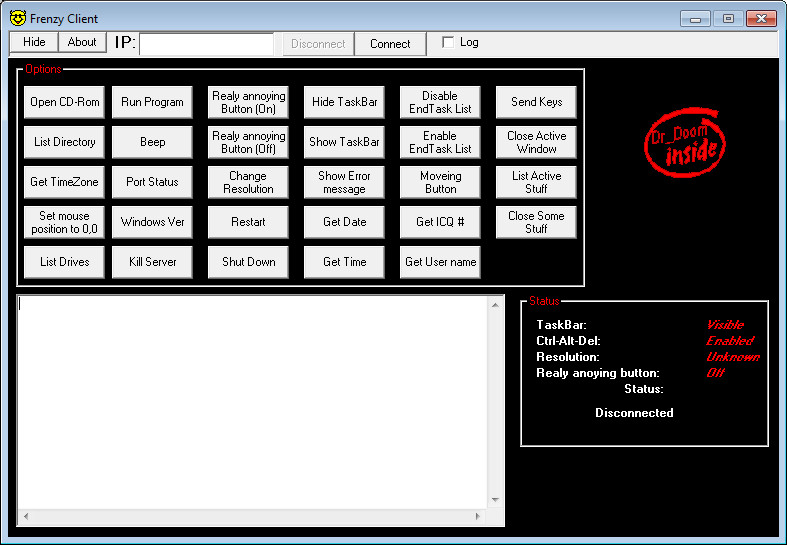 Frenzy Client
Hide About IP: Disconnect Connect Log
Options
Open CD-Rom
Run Program
Realy annoying
Button (On)
Hide TaskBar
Disable
EndTask List
Send Keys
List Directory
Beep
Realy annoying
Button (Off)
Show TaskBar
Enable
EndTask List
Close Active
Window
Get TimeZone
Port Status
Change
Resolution
Show Error
message
Moveing
Button
List Active
Stuff
Set mouse
position to 0,0
Windows Ver
Restart
Get Date
Get ICQ #
Close Some
Stuff
List Drives
Kill Server
Shut Down
Get Time
Get User name
Dr_Doom
inside
Status
TaskBar: Visible
Ctrl-Alt-Del: Enabled
Resolution: Unknown
Realy anoying button: Off
Status:
Disconnected